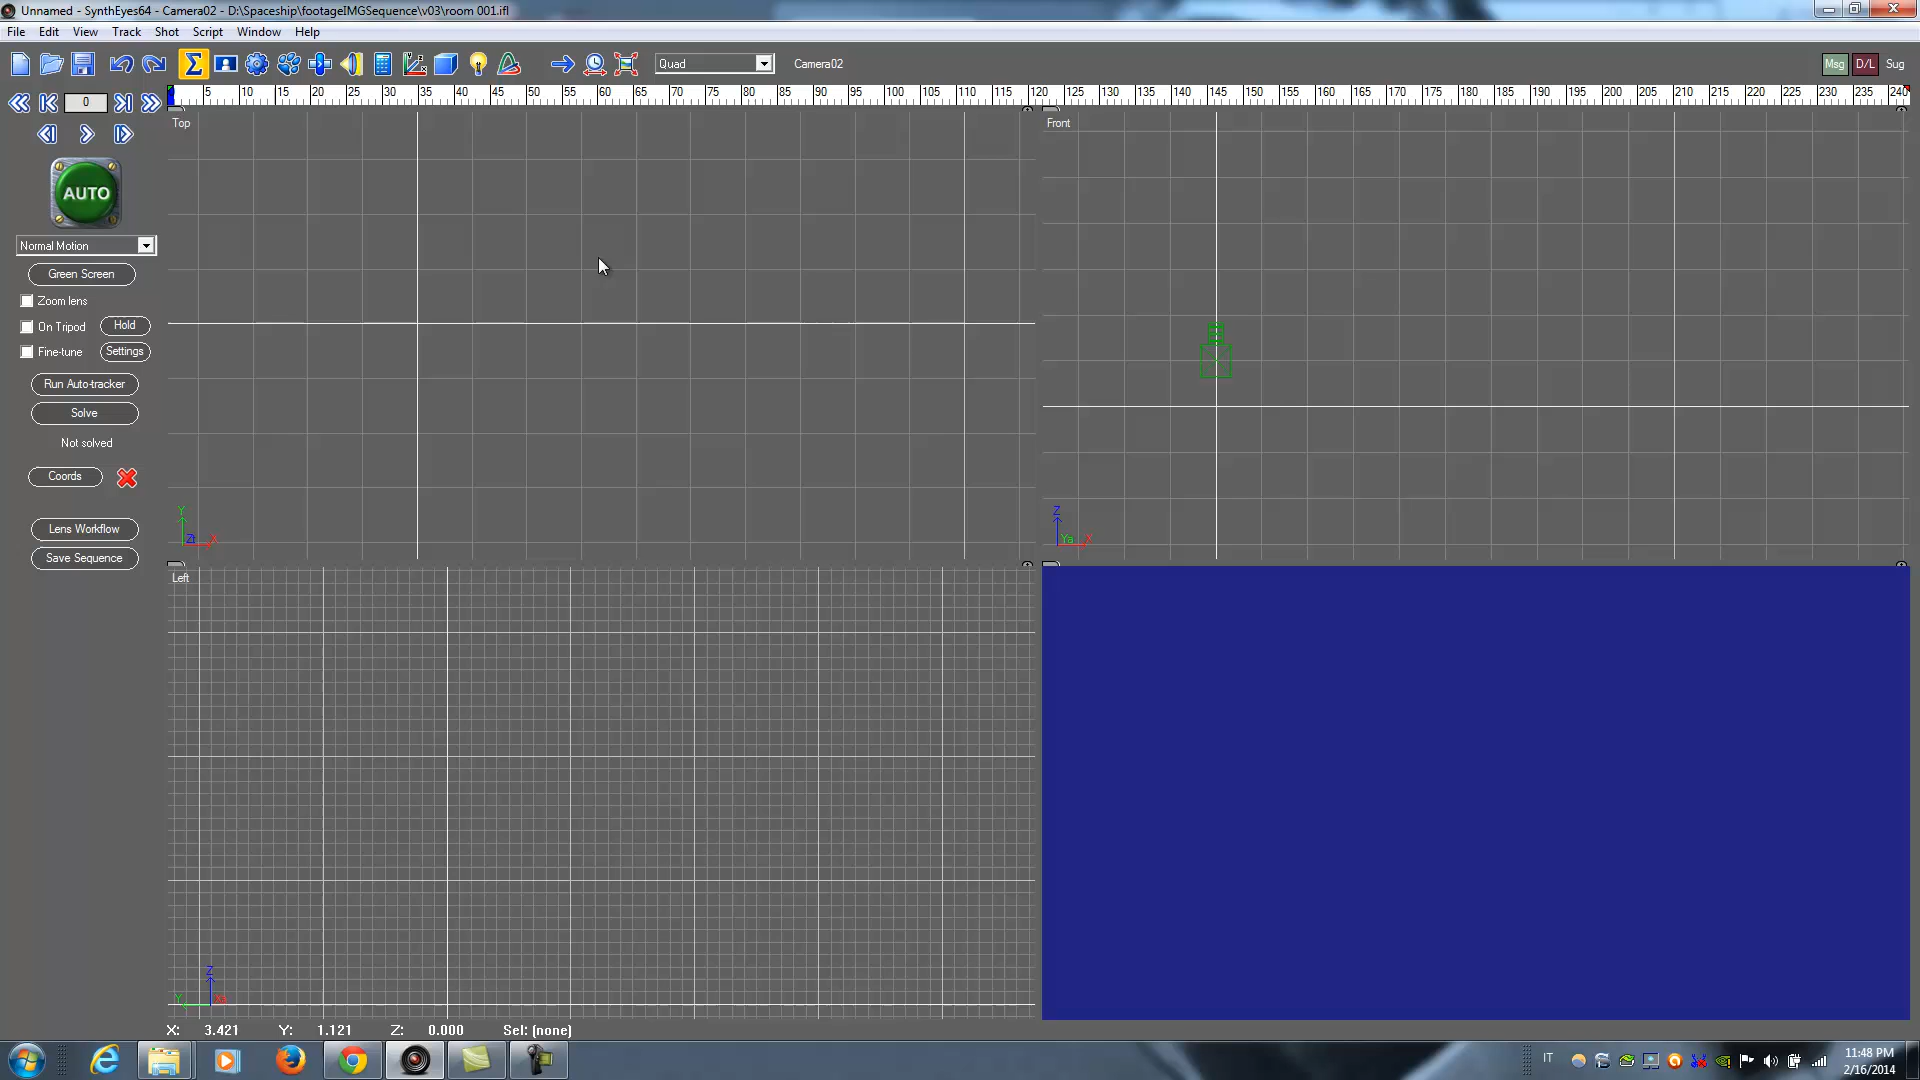 Unnamed - SynthEyes64 - Camera02 - D:\Spaceship\footageIMGSequence\v03\room 001.ifl
File Edit View Track Shot Script Window Help
Quad Camera02 Msg D/L Sug
0 5 10 15 20 25 30 35 40 45 50 55 60 65 70 75 80 85 90 95 100 105 110 115 120 125 130 135 140 145 150 155 160 165 170 175 180 185 190 195 200 205 210 215 220 225 230 235 240
Top Front
AUTO
Normal Motion
Green Screen
Zoom lens
On Tripod Hold
Fine-tune Settings
Run Auto-tracker
Solve
Not solved
Coords
Y Z
Zt X Ya X
Lens Workflow
Save Sequence
Left
Z
Y Xa
X: 3.421 Y: 1.121 Z: 0.000 Sel: (none)
IT 11:48 PM
2/16/2014